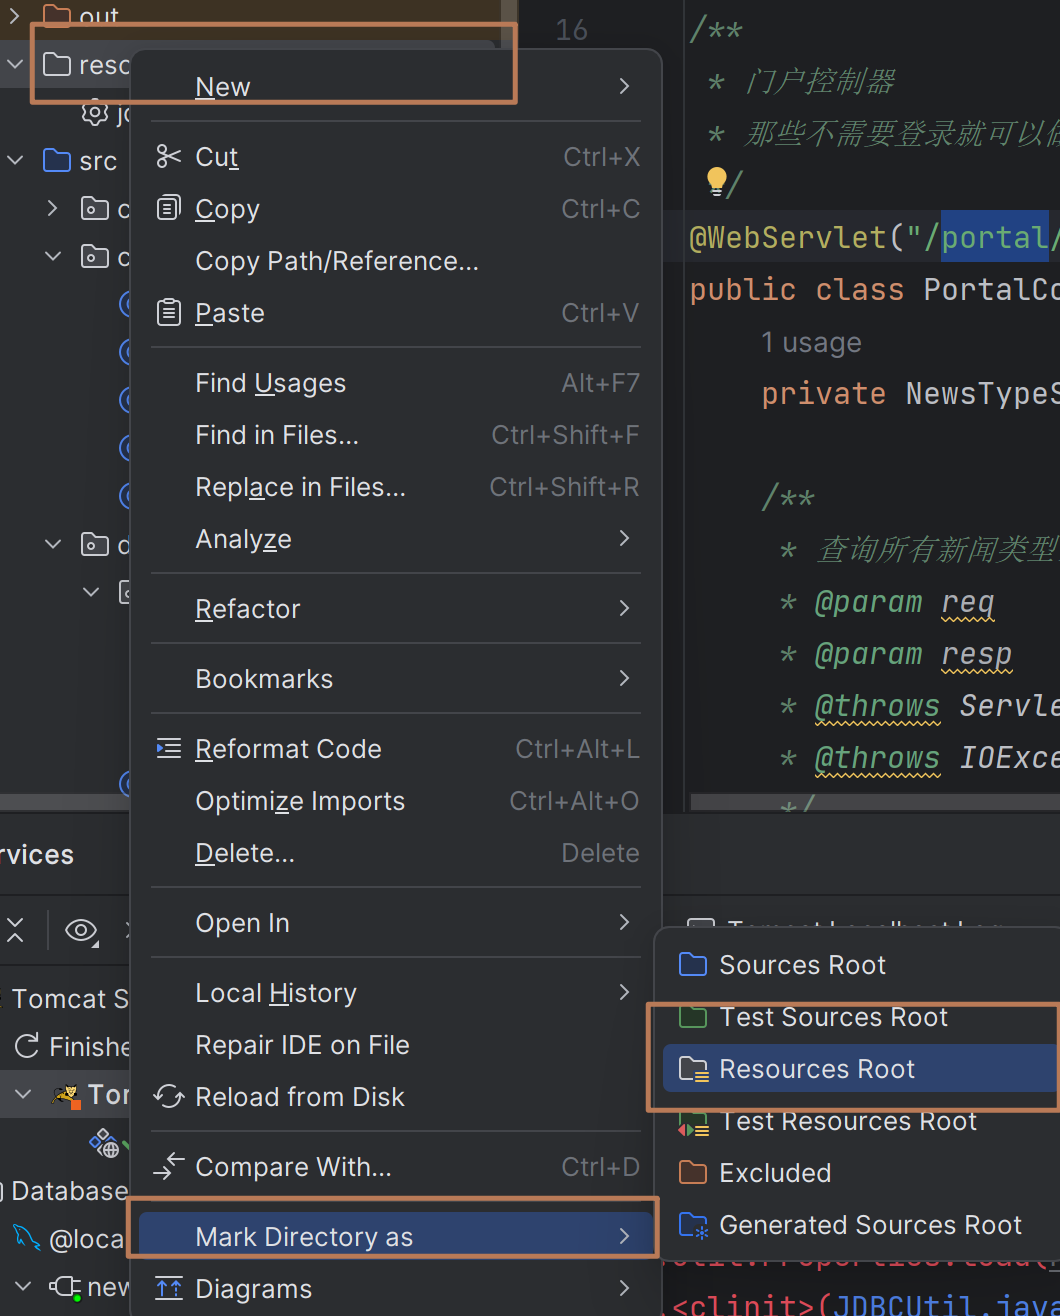 out
New
Cut Ctrl+X
src
Copy Ctrl+C
Copy Path/Reference...
Paste Ctrl+V
Find Usages Alt+F7
Find in Files... Ctrl+Shift+F
Replace in Files... Ctrl+Shift+R
Analyze
Refactor
Bookmarks
Reformat Code Ctrl+Alt+L
Optimize Imports Ctrl+Alt+O
Delete... Delete
Open In
Local History
Repair IDE on File
Reload from Disk
Compare With... Ctrl+D
Mark Directory as
Diagrams
16
/**
* 门户控制器
* 那些不需要登录就可以
*/
@WebServlet("/portal/
public class PortalCo
1 usage
private NewsTypeS
/**
* 查询所有新闻类型
* @param req
* @param resp
* @throws Servle
* @throws IOExce
*/
Sources Root
Test Sources Root
Resources Root
Test Resources Root
Excluded
Generated Sources Root
rvices
Tomcat S
Finishe
Tom
Database
@loca
new
.<clinit>(JDBCUtil.java